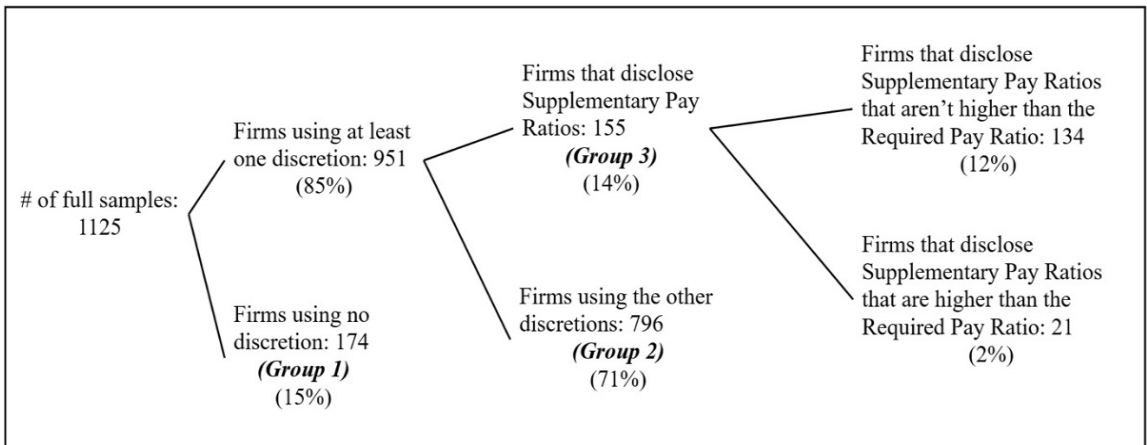 # of full samples:
1125
Firms using at least
one discretion: 951
(85%)
Firms using no
discretion: 174
(Group 1)
(15%)
Firms that disclose
Supplementary Pay
Ratios: 155
(Group 3)
(14%)
Firms using the other
discretions: 796
(Group 2)
(71%)
Firms that disclose
Supplementary Pay Ratios
that aren’t higher than the
Required Pay Ratio: 134
(12%)
Firms that disclose
Supplementary Pay Ratios
that are higher than the
Required Pay Ratio: 21
(2%)